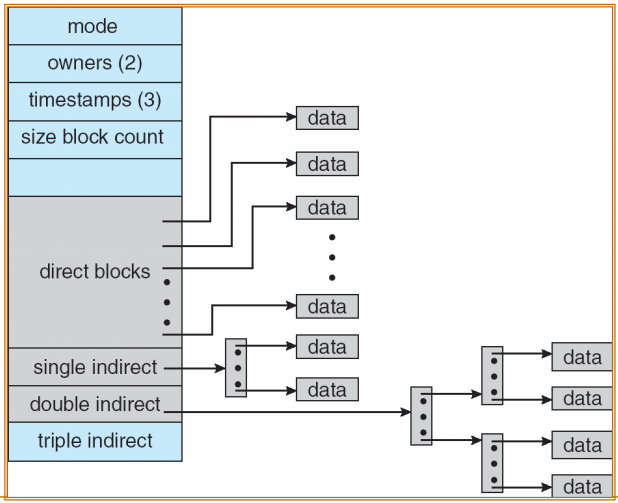 mode
owners (2)
timestamps (3)
size block count
direct blocks
single indirect
double indirect
triple indirect
data
data
data
data
data
data
data
data
data
data